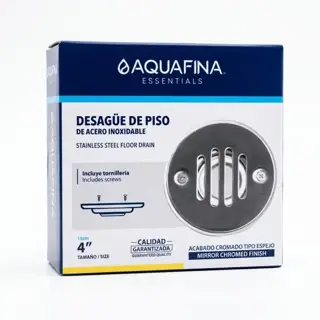 AQUAFINA
ESSENTIALS
DESAGÜE DE PISO
DE ACERO INOXIDABLE
STAINLESS STEEL FLOOR DRAIN
Incluye tornillería
Includes screws
4"
TAMAÑO / SIZE
CALIDAD
GARANTIZADA
GUARANTEED QUALITY
ACABADO CROMADO TIPO ESPEJO
MIRROR CHROMED FINISH